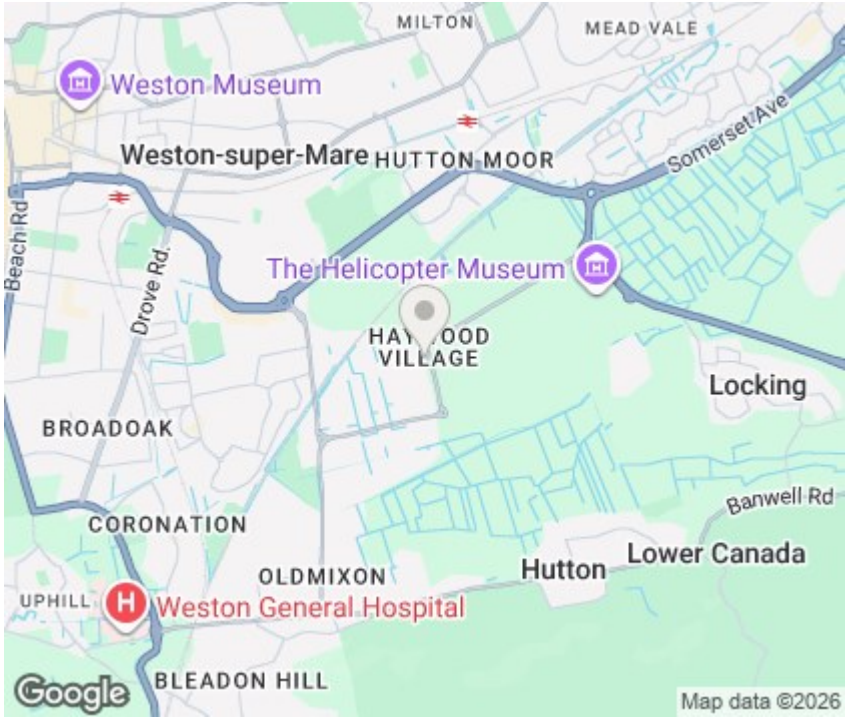 MILTON
MEAD VALE
Weston Museum
Somerset Ave
Weston-super-Mare
HUTTON MOOR
Beach Rd
Drove Rd.
The Helicopter Museum
HAYWOOD
VILLAGE
Locking
BROADOAK
Banwell Rd
CORONATION
Lower Canada
Hutton
OLDMIXON
UPHILL
H
Weston General Hospital
BLEADON HILL
Google
Map data ©2026